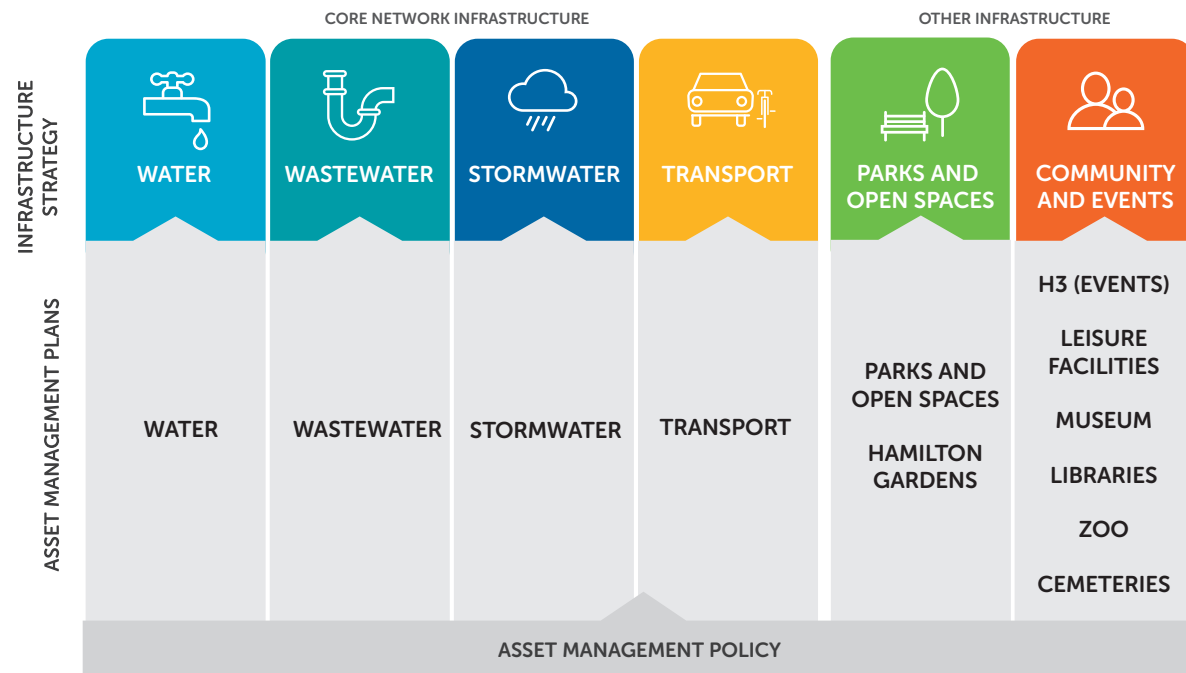 CORE NETWORK INFRASTRUCTURE
OTHER INFRASTRUCTURE
INFRASTRUCTURE
STRATEGY
WATER
WASTEWATER
STORMWATER
TRANSPORT
PARKS AND
OPEN SPACES
COMMUNITY
AND EVENTS
ASSET MANAGEMENT PLANS
WATER
WASTEWATER
STORMWATER
TRANSPORT
PARKS AND
OPEN SPACES
HAMILTON
GARDENS
H3 (EVENTS)
LEISURE
FACILITIES
MUSEUM
LIBRARIES
ZOO
CEMETERIES
ASSET MANAGEMENT POLICY